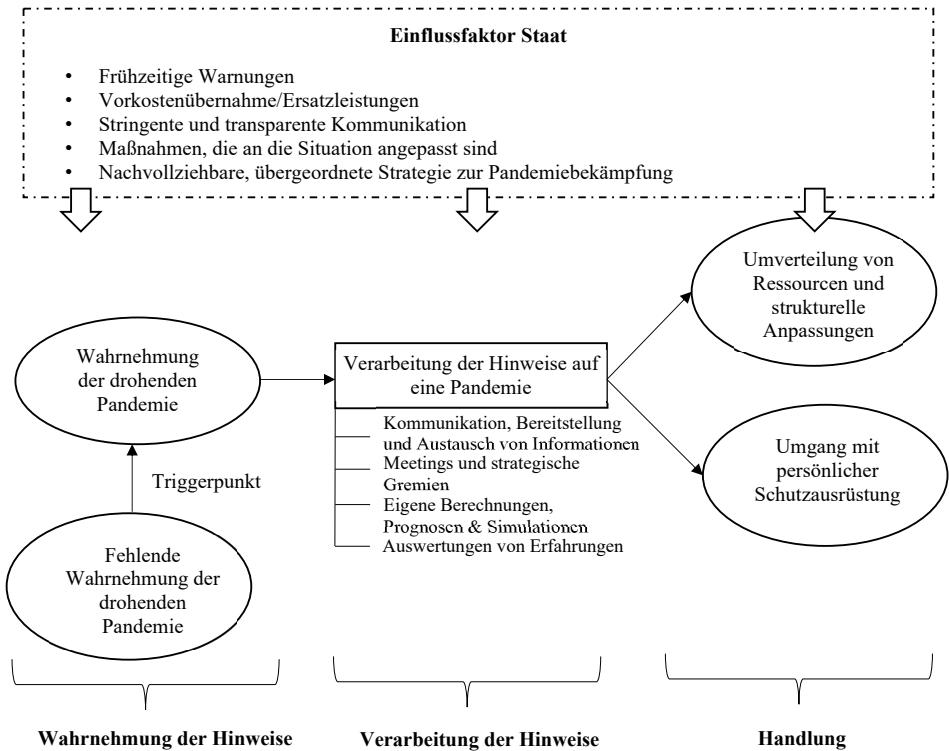 Einflussfaktor Staat
• Frühzeitige Warnungen
• Vorkostenübernahme/Ersatzleistungen
• Stringente und transparente Kommunikation
• Maßnahmen, die an die Situation angepasst sind
• Nachvollziehbare, übergeordnete Strategie zur Pandemiebekämpfung
Wahrnehmung
der drohenden
Pandemie
Triggerpunkt
Fehlende
Wahrnehmung der
drohenden
Pandemie
Verarbeitung der Hinweise auf
eine Pandemie
Kommunikation, Bereitstellung
und Austausch von Informationen
Meetings und strategische
Gremien
Eigene Berechnungen,
Prognosen & Simulationen
Auswertungen von Erfahrungen
Umverteilung von
Ressourcen und
strukturelle
Anpassungen
Umgang mit
persönlicher
Schutzausrüstung
Wahrnehmung der Hinweise
Verarbeitung der Hinweise
Handlung